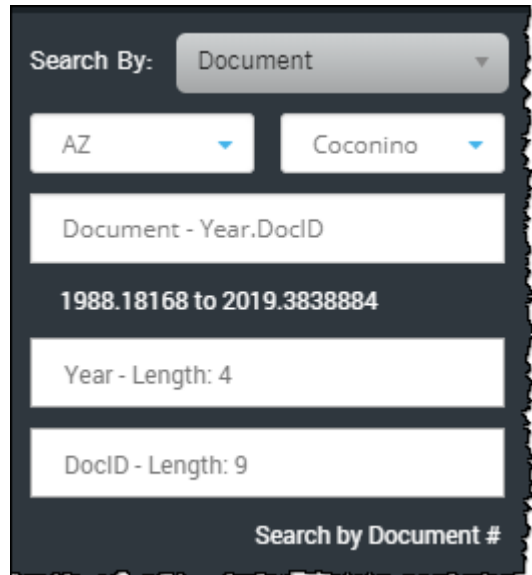 Search By: Document
AZ Coconino
Document - Year.DocID
1988.18168 to 2019.3838884
Year - Length: 4
DocID - Length: 9
Search by Document #